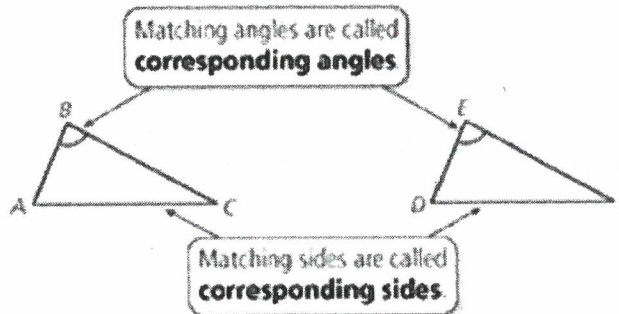 Matching angles are called
corresponding angles.
B
E
A
C
D
Matching sides are called
corresponding sides.